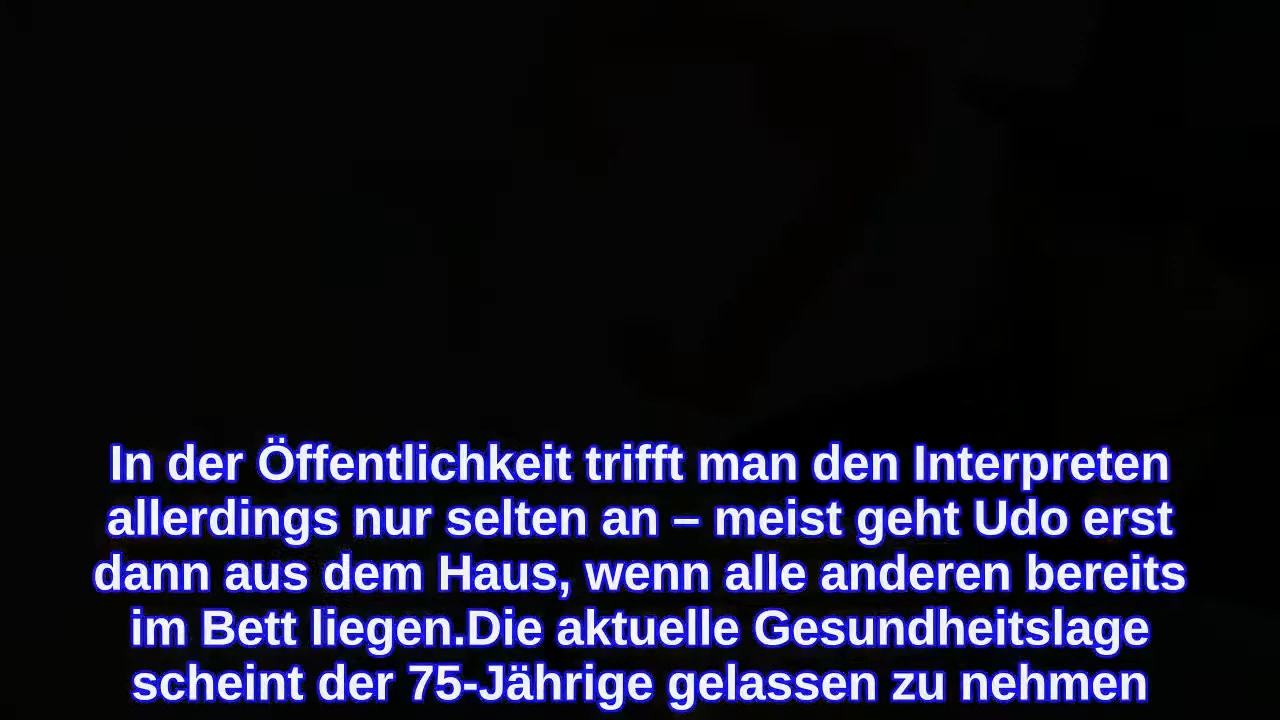 In der Öffentlichkeit trifft man den Interpreten
allerdings nur selten an – meist geht Udo erst
dann aus dem Haus, wenn alle anderen bereits
im Bett liegen.Die aktuelle Gesundheitslage
scheint der 75-Jährige gelassen zu nehmen